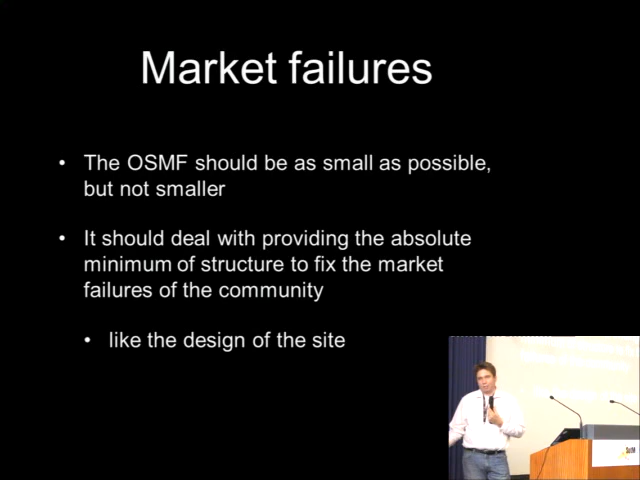 Market failures
• The OSMF should be as small as possible,
but not smaller
• It should deal with providing the absolute
minimum of structure to fix the market
failures of the community
• like the design of the site